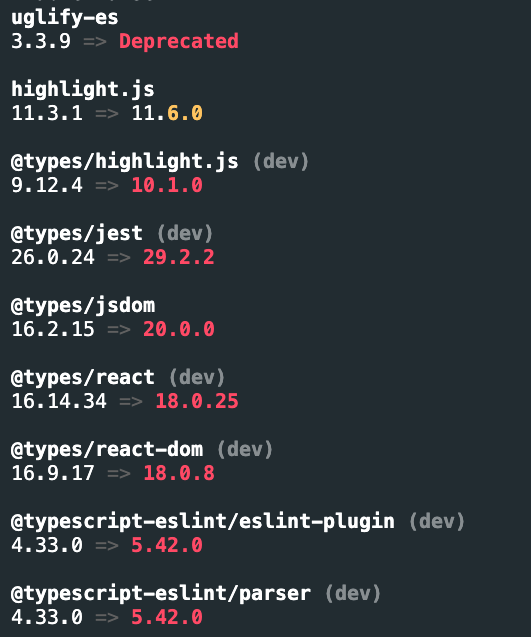 uglify-es
3.3.9 => Deprecated
highlight.js
11.3.1 => 11.6.0
@types/highlight.js (dev)
9.12.4 => 10.1.0
@types/jest (dev)
26.0.24 => 29.2.2
@types/jsdom
16.2.15 => 20.0.0
@types/react (dev)
16.14.34 => 18.0.25
@types/react-dom (dev)
16.9.17 => 18.0.8
@typescript-eslint/eslint-plugin (dev)
4.33.0 => 5.42.0
@typescript-eslint/parser (dev)
4.33.0 => 5.42.0